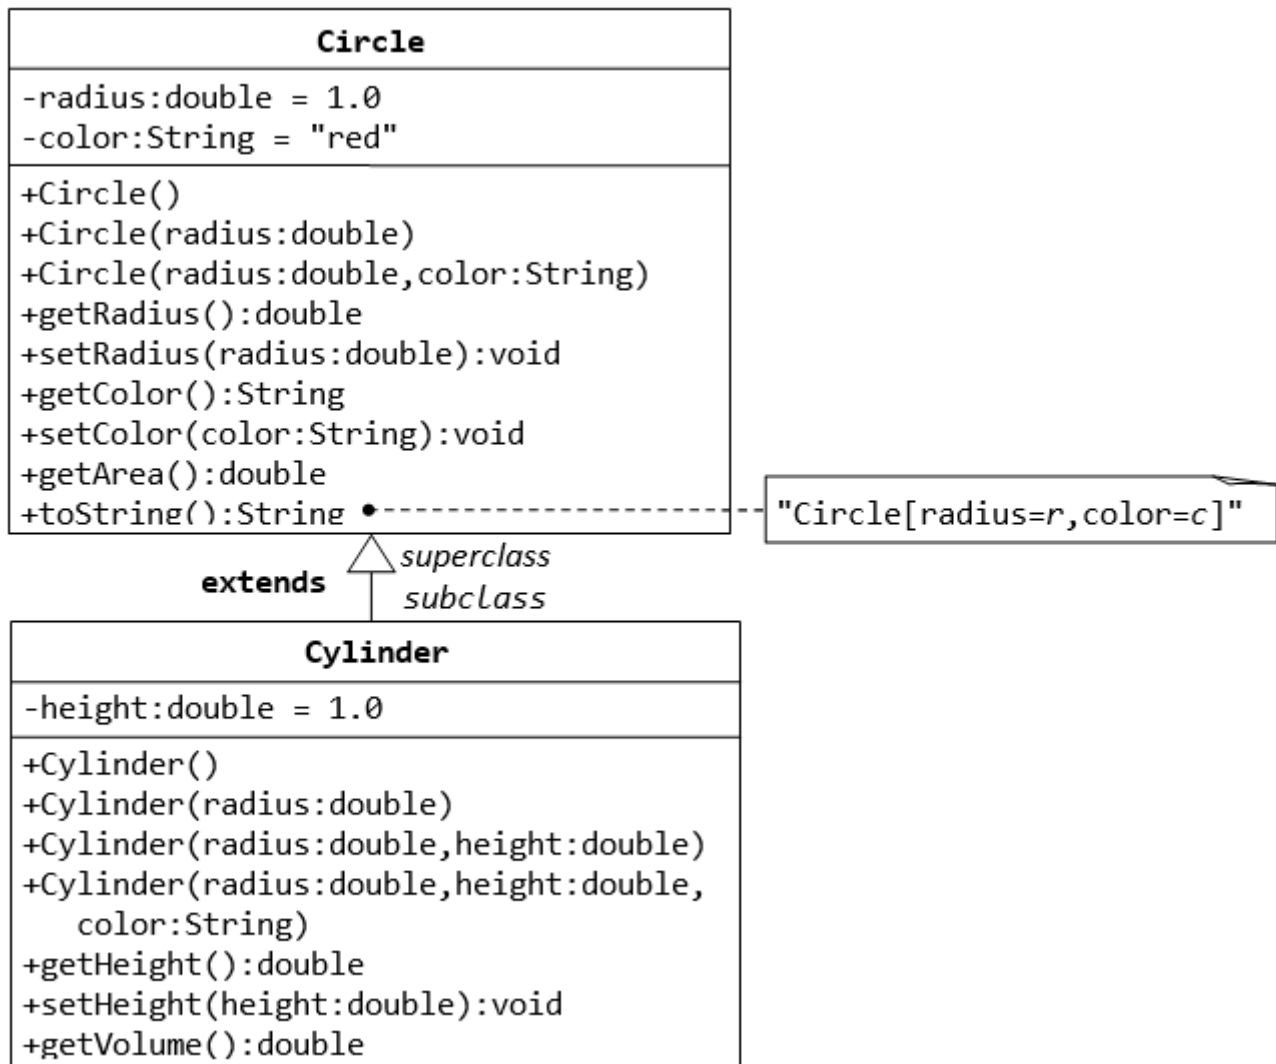 Circle
-radius:double = 1.0
-color:String = "red"
+Circle()
+Circle(radius:double)
+Circle(radius:double,color:String)
+getRadius():double
+setRadius(radius:double):void
+getColor():String
+setColor(color:String):void
+getArea():double
+toString():String
"Circle[radius=r,color=c]"
superclass
extends
subclass
Cylinder
-height:double = 1.0
+Cylinder()
+Cylinder(radius:double)
+Cylinder(radius:double,height:double)
+Cylinder(radius:double,height:double,
color:String)
+getHeight():double
+setHeight(height:double):void
+getVolume():double